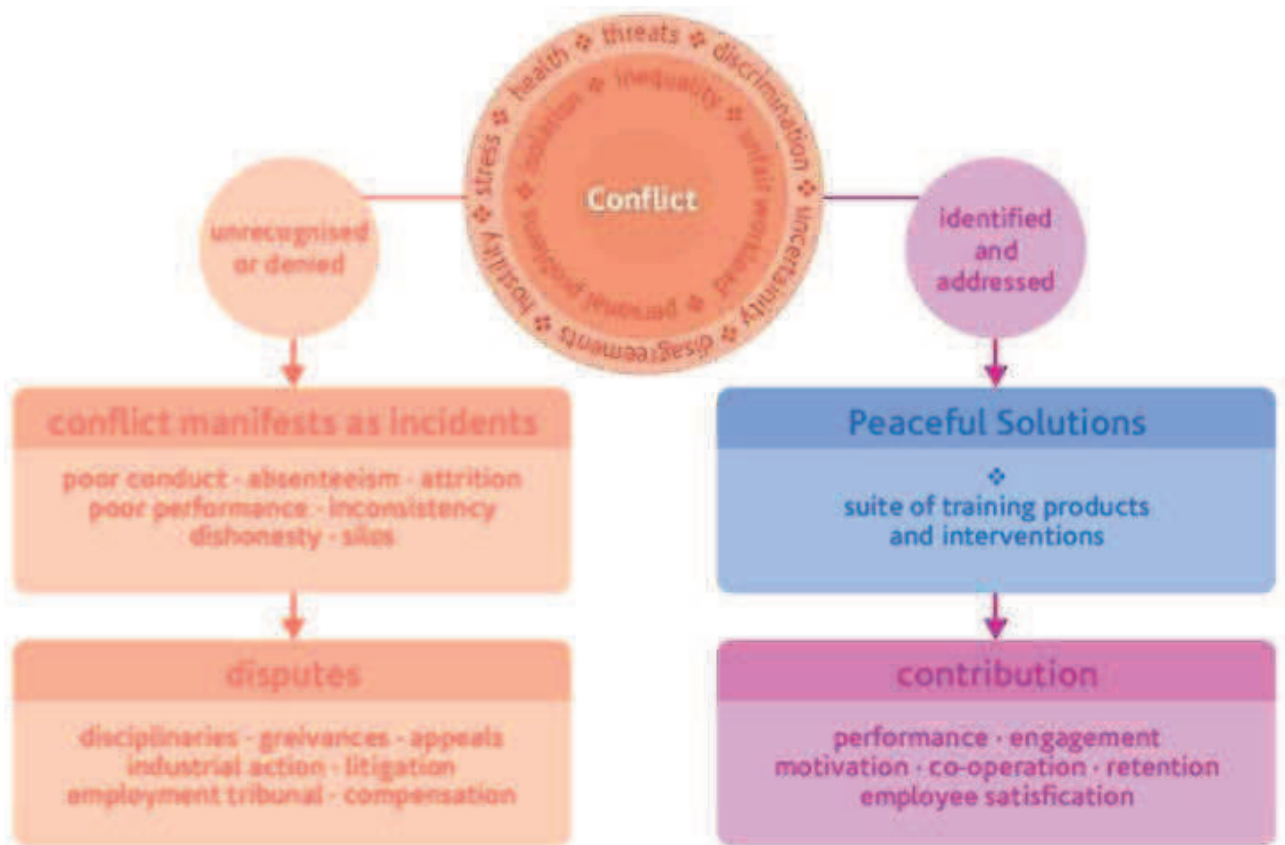 threats ❖ discrimination ❖ uncertainity ❖ disagreements ❖ hostility ❖ stress ❖ health ❖
inequality ❖ unfair workload ❖ personal problems ❖ isolation ❖
Conflict
unrecognised
or denied
identified
and
addressed
conflict manifests as incidents
poor conduct · absenteeism · attrition
poor performance · inconsistency
dishonesty · silos
Peaceful Solutions
❖
suite of training products
and interventions
disputes
disciplinaries · greivances · appeals
industrial action · litigation
employment tribunal · compensation
contribution
performance · engagement
motivation · co-operation · retention
employee satisfication